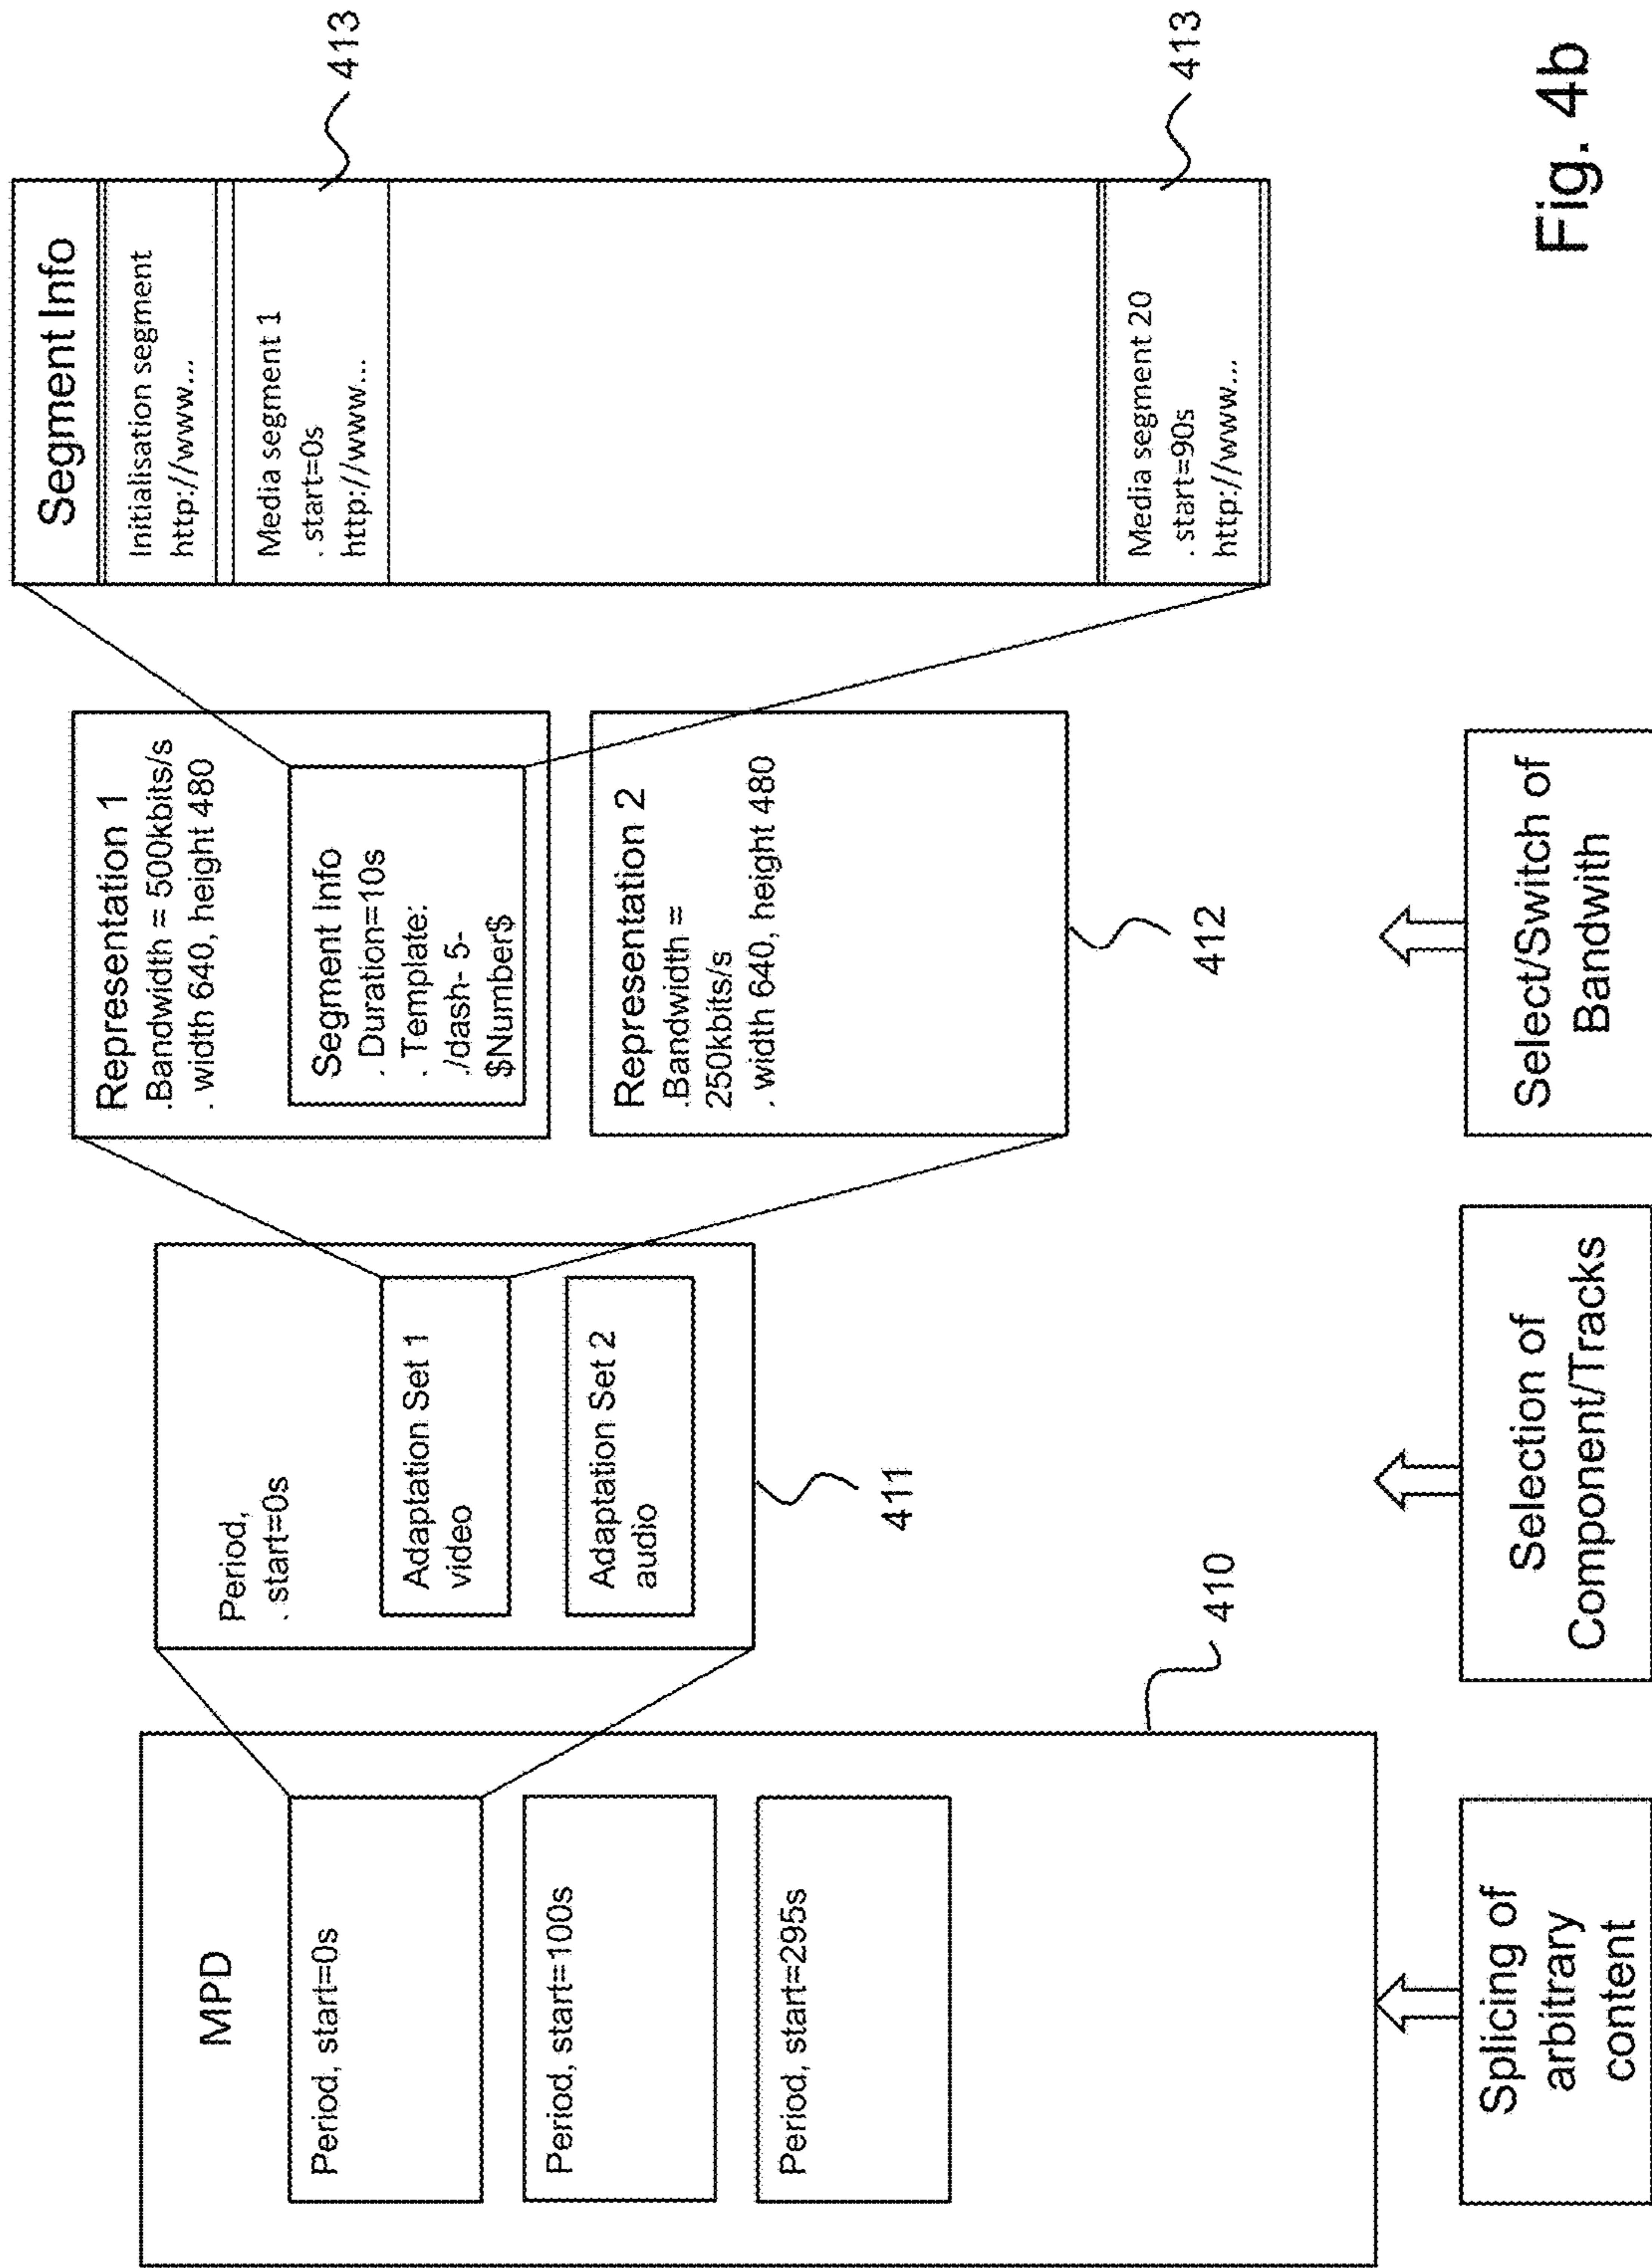 MPD
Period, start=0s
Period, start=100s
Period, start=295s
410
Period,
. start=0s
Adaptation Set 1
video
Adaptation Set 2
audio
411
Representation 1
.Bandwidth = 500kbits/s
. width 640, height 480
Segment Info
. Duration=10s
. Template:
./dash- 5-
$Number$
Representation 2
.Bandwidth =
250kbits/s
. width 640, height 480
412
Segment Info
Initialisation segment
http://www...
Media segment 1
. start=0s
http://www...
413
Media segment 20
. start=90s
http://www...
413
Splicing of
arbitrary
content
Selection of
Component/Tracks
Select/Switch of
Bandwith
Fig. 4b